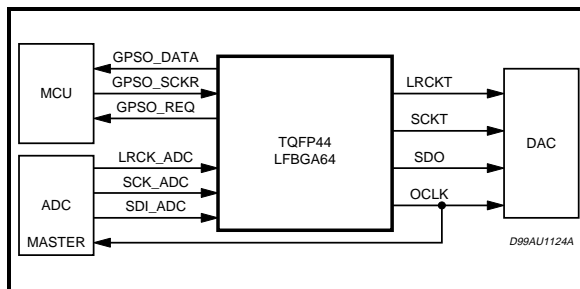 MCU
GPSO_DATA
GPSO_SCKR
GPSO_REQ
ADC
MASTER
LRCK_ADC
SCK_ADC
SDI_ADC
TQFP44
LFBGA64
LRCKT
SCKT
SDO
OCLK
DAC
D99AU1124A